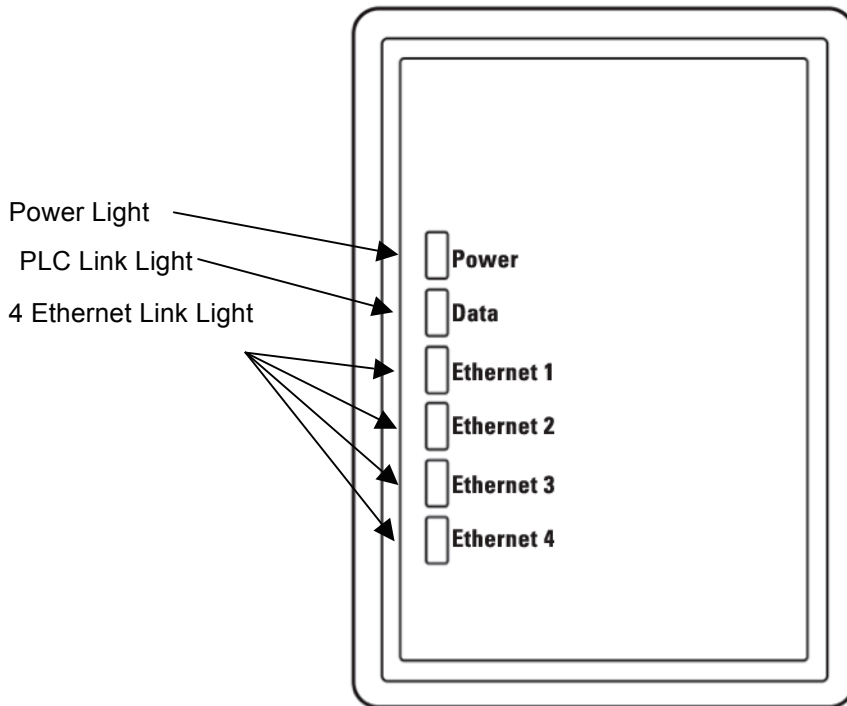 Power Light
PLC Link Light
4 Ethernet Link Light
Power
Data
Ethernet 1
Ethernet 2
Ethernet 3
Ethernet 4